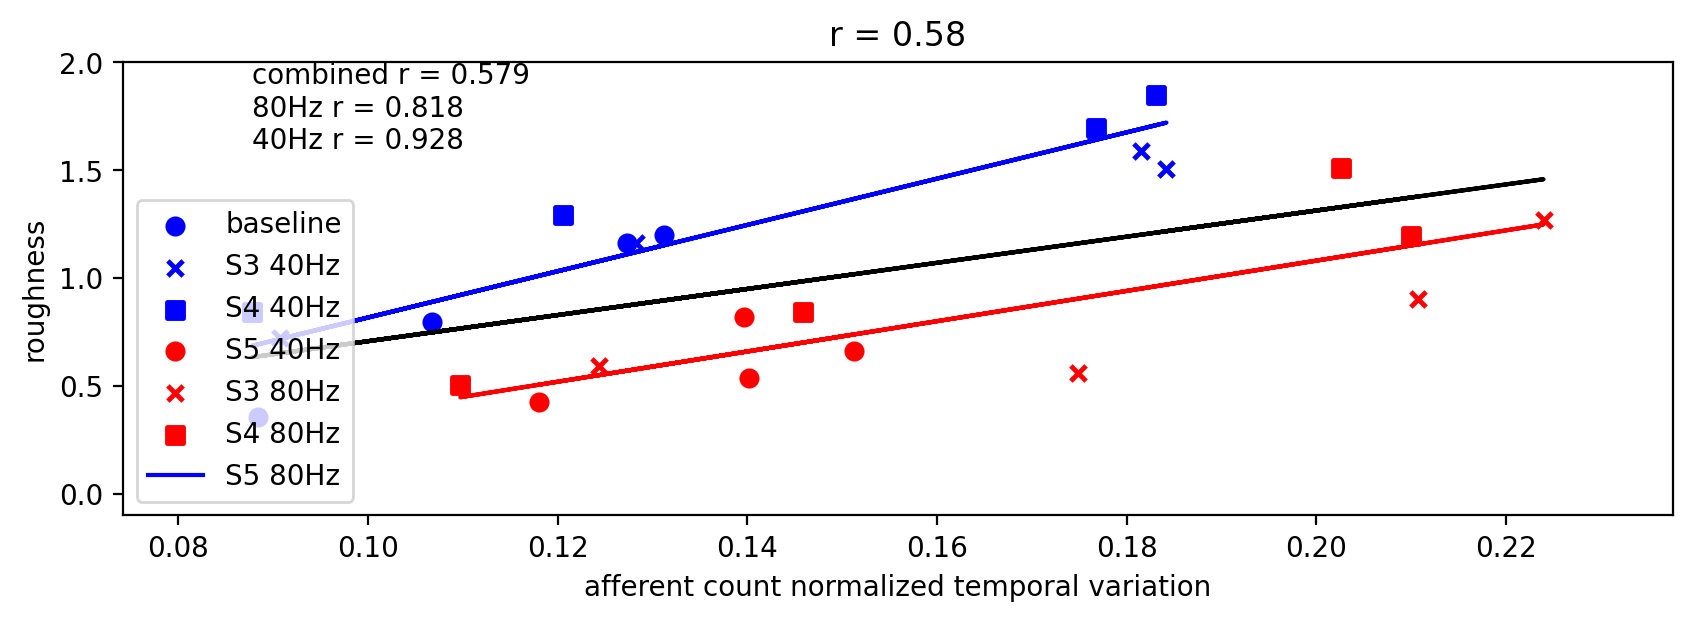 r = 0.58
combined r = 0.579
80Hz r = 0.818
40Hz r = 0.928
2.0
1.5
1.0
0.5
0.0
roughness
baseline
S3 40Hz
S4 40Hz
S5 40Hz
S3 80Hz
S4 80Hz
S5 80Hz
0.08 0.10 0.12 0.14 0.16 0.18 0.20 0.22
afferent count normalized temporal variation